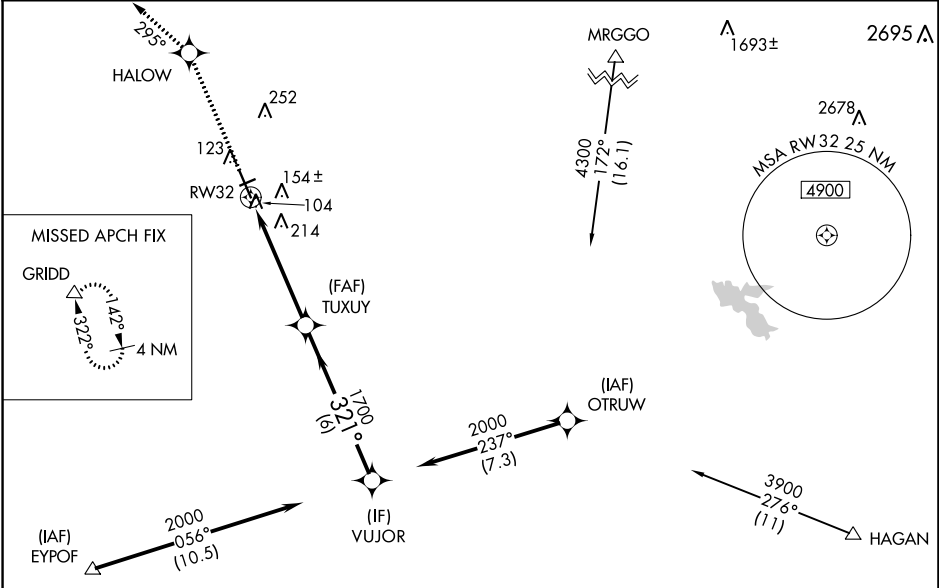 295°
HALOW
252
123
RW32
154±
104
214
MRGGO
4300
172°
(16.1)
1693±
2695
2678
MSA RW32 25 NM
4900
MISSED APCH FIX
GRIDD
142°
322°
4 NM
(FAF)
TUXUY
1700
321°
(6)
(IAF)
OTRUW
2000
237°
(7.3)
(IF)
VUJOR
(IAF)
EYPOF
2000
056°
(10.5)
3900
276°
(11)
HAGAN